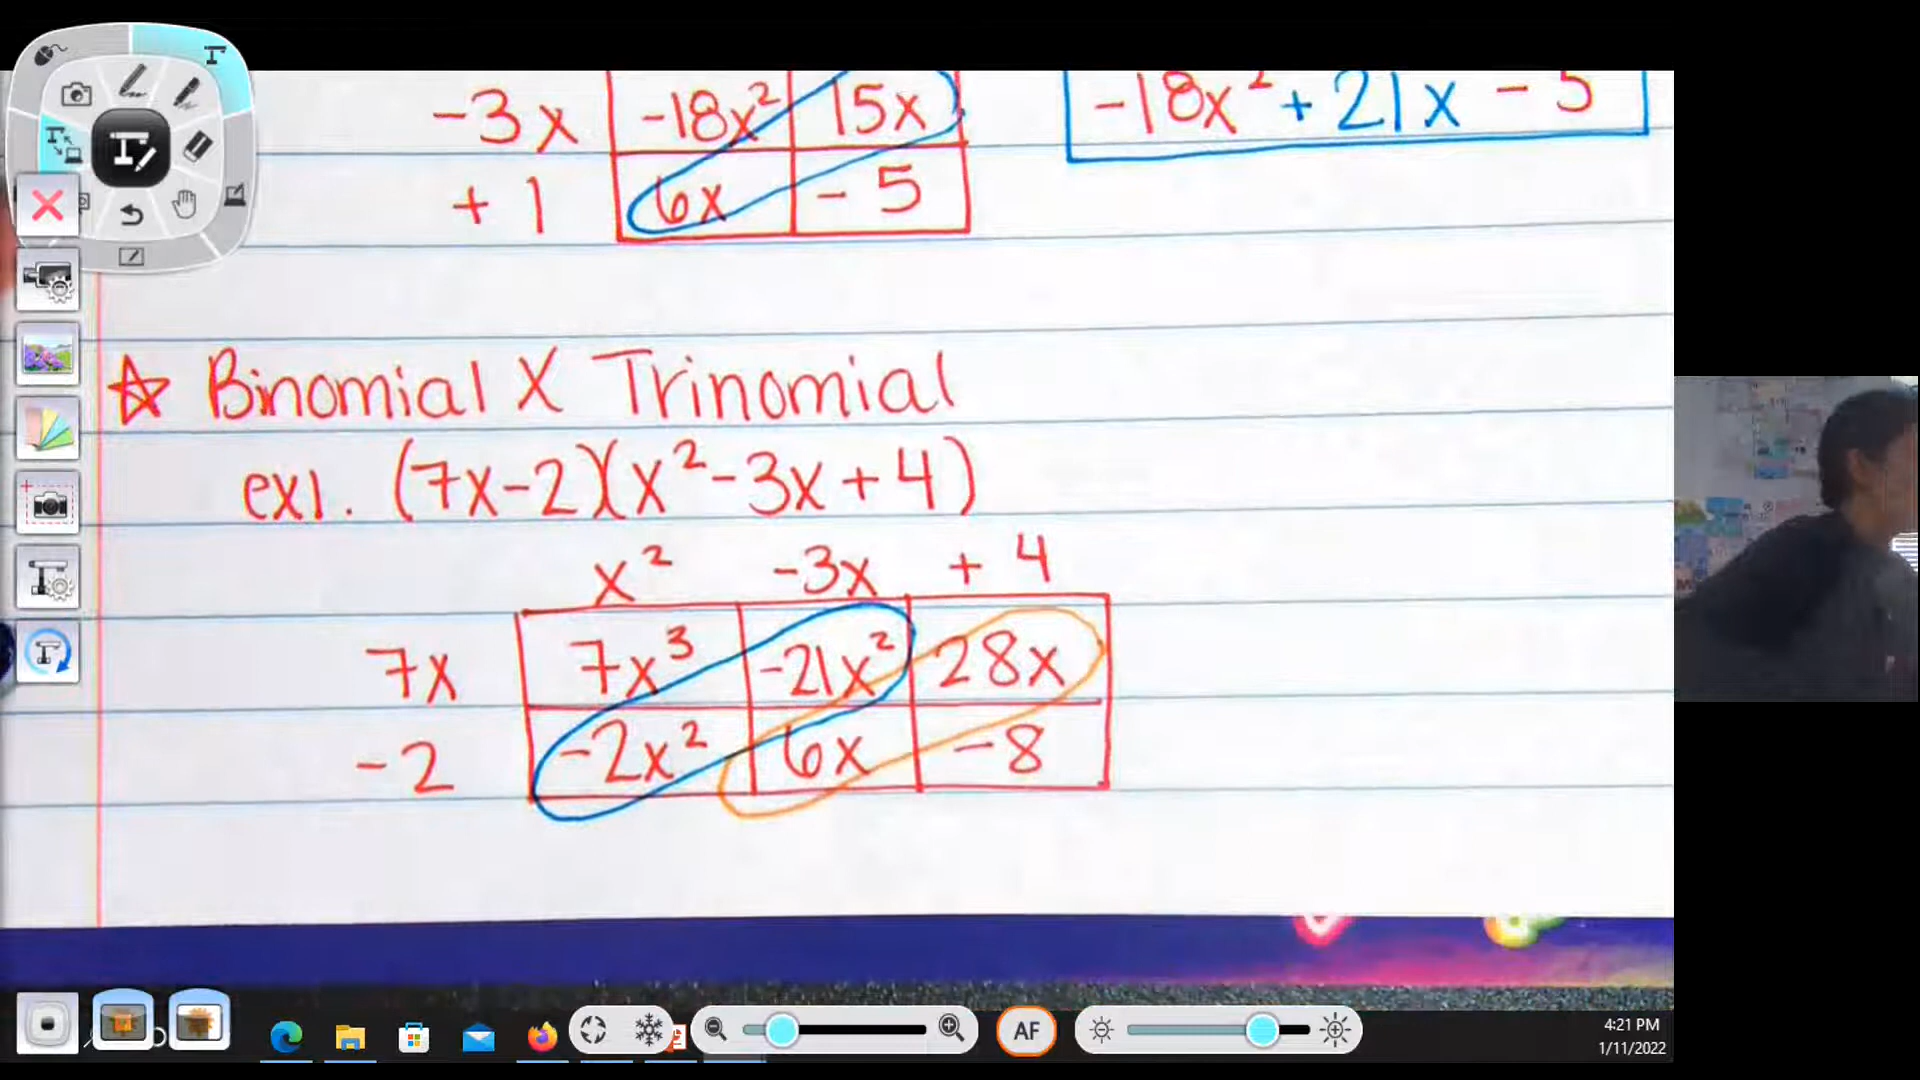 -3x -18x² 15x -18x² + 21x - 5
+ 1 6x - 5
☆ Binomial X Trinomial
ex1. (7x-2)(x²-3x+4)
x² -3x + 4
7x 7x³ -21x² 28x
-2 -2x² 6x -8
AF
4:21 PM
1/11/2022